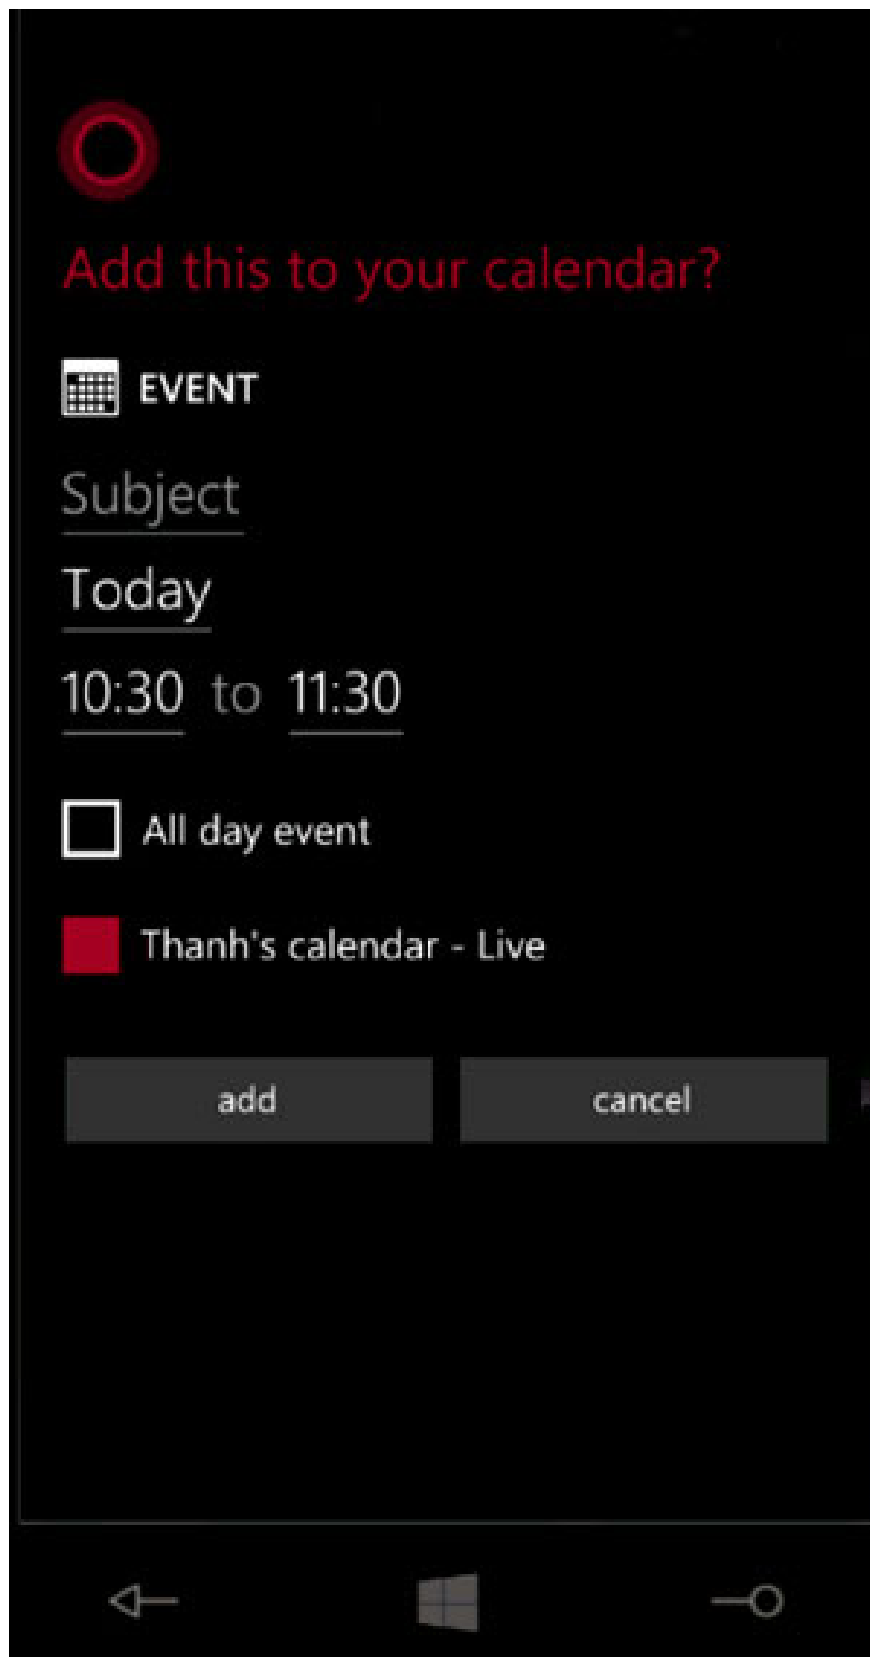 Add this to your calendar?
EVENT
Subject
Today
10:30 to 11:30
All day event
Thanh's calendar - Live
add
cancel